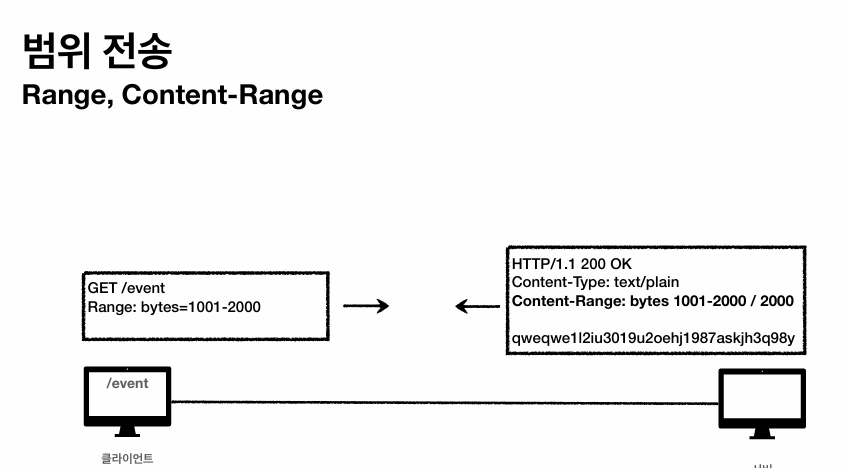 범위 전송
Range, Content-Range
GET /event
Range: bytes=1001-2000
HTTP/1.1 200 OK
Content-Type: text/plain
Content-Range: bytes 1001-2000 / 2000
qweqwe1l2iu3019u2oehj1987askjh3q98y
/event
클라이언트